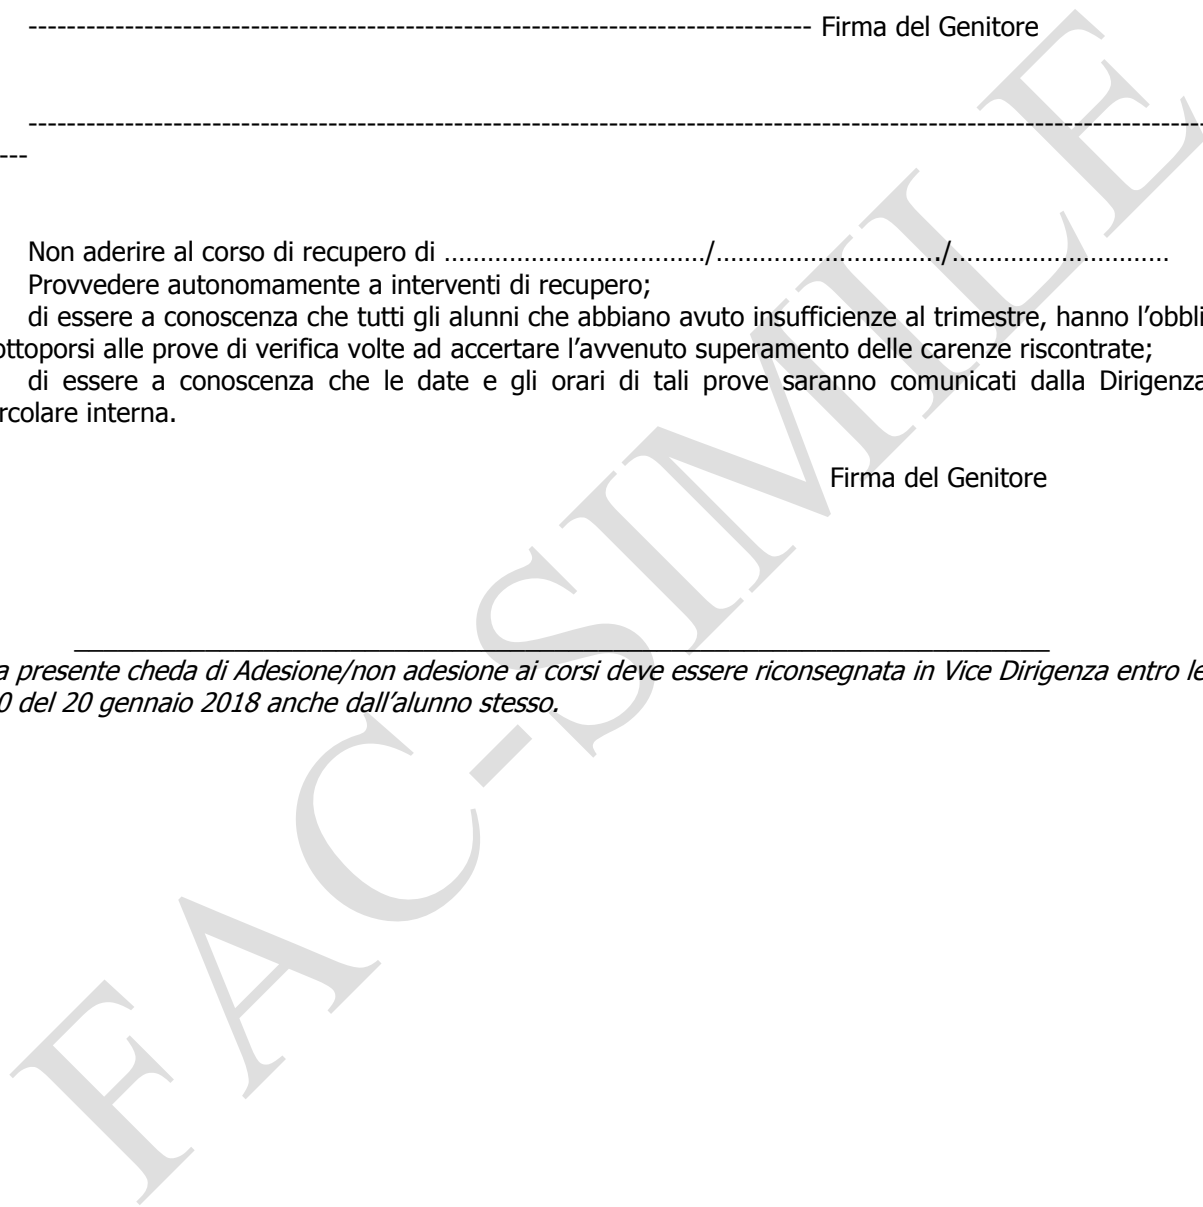 -------------------------------------------------------------------------------- Firma del Genitore
------------------------------------------------------------------------------------------------------------------------
---
Non aderire al corso di recupero di ………………………………/…………………………./…………………………
Provvedere autonomamente a interventi di recupero;
di essere a conoscenza che tutti gli alunni che abbiano avuto insufficienze al trimestre, hanno l’obbli
ottoporsi alle prove di verifica volte ad accertare l’avvenuto superamento delle carenze riscontrate;
di essere a conoscenza che le date e gli orari di tali prove saranno comunicati dalla Dirigenza
rcolare interna.
Firma del Genitore
______________________________________________________________________
a presente cheda di Adesione/non adesione ai corsi deve essere riconsegnata in Vice Dirigenza entro le
0 del 20 gennaio 2018 anche dall’alunno stesso.
FAC-SIMILE